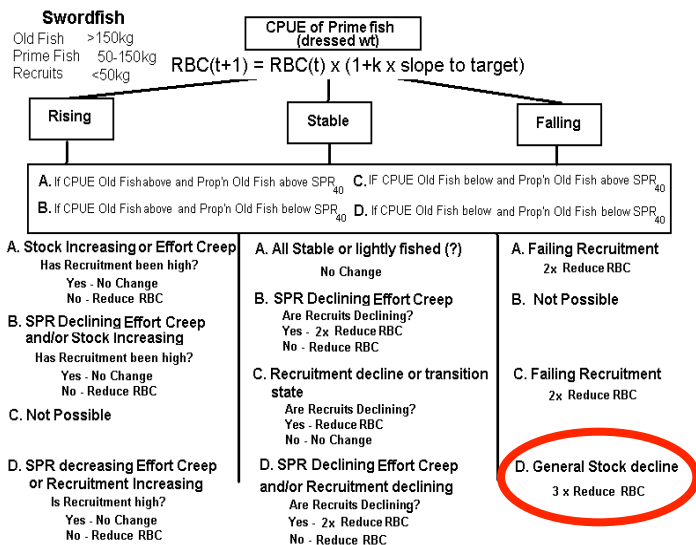 Swordfish
Old Fish >150kg
Prime Fish 50-150kg
Recruits <50kg
CPUE of Prime fish
(dressed wt)
RBC(t+1) = RBC(t) x (1+k x slope to target)
Rising
Stable
Falling
A. If CPUE Old Fishabove and Prop'n Old Fish above SPR40
B. If CPUE Old Fish above and Prop'n Old Fish below SPR40
C. IF CPUE Old Fish below and Prop'n Old Fish above SPR40
D. If CPUE Old Fish below and Prop'n Old Fish below SPR40
A. Stock Increasing or Effort Creep
Has Recruitment been high?
Yes - No Change
No - Reduce RBC
B. SPR Declining Effort Creep
and/or Stock Increasing
Has Recruitment been high?
Yes - No Change
No - Reduce RBC
C. Not Possible
D. SPR decreasing Effort Creep
or Recruitment Increasing
Is Recruitment high?
Yes - No Change
No - Reduce RBC
A. All Stable or lightly fished (?)
No Change
B. SPR Declining Effort Creep
Are Recruits Declining?
Yes - 2x Reduce RBC
No - Reduce RBC
C. Recruitment decline or transition
state
Are Recruits Declining?
Yes - Reduce RBC
No - No Change
D. SPR Declining Effort Creep
and/or Recruitment declining
Are Recruits Declining?
Yes - 2x Reduce RBC
No - Reduce RBC
A. Failing Recruitment
2x Reduce RBC
B. Not Possible
C. Failing Recruitment
2x Reduce RBC
D. General Stock decline
3 x Reduce RBC